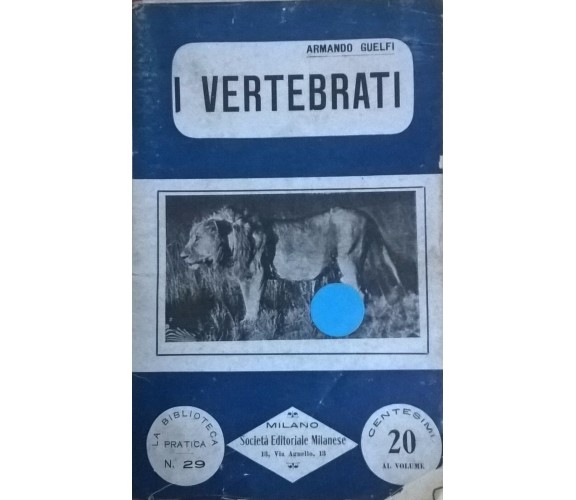 ARMANDO GUELFI
I VERTEBRATI
LA BIBLIOTECA
PRATICA
N. 29
MILANO
Società Editoriale Milanese
13, Via Agnello, 13
CENTESIMI
20
AL VOLUME